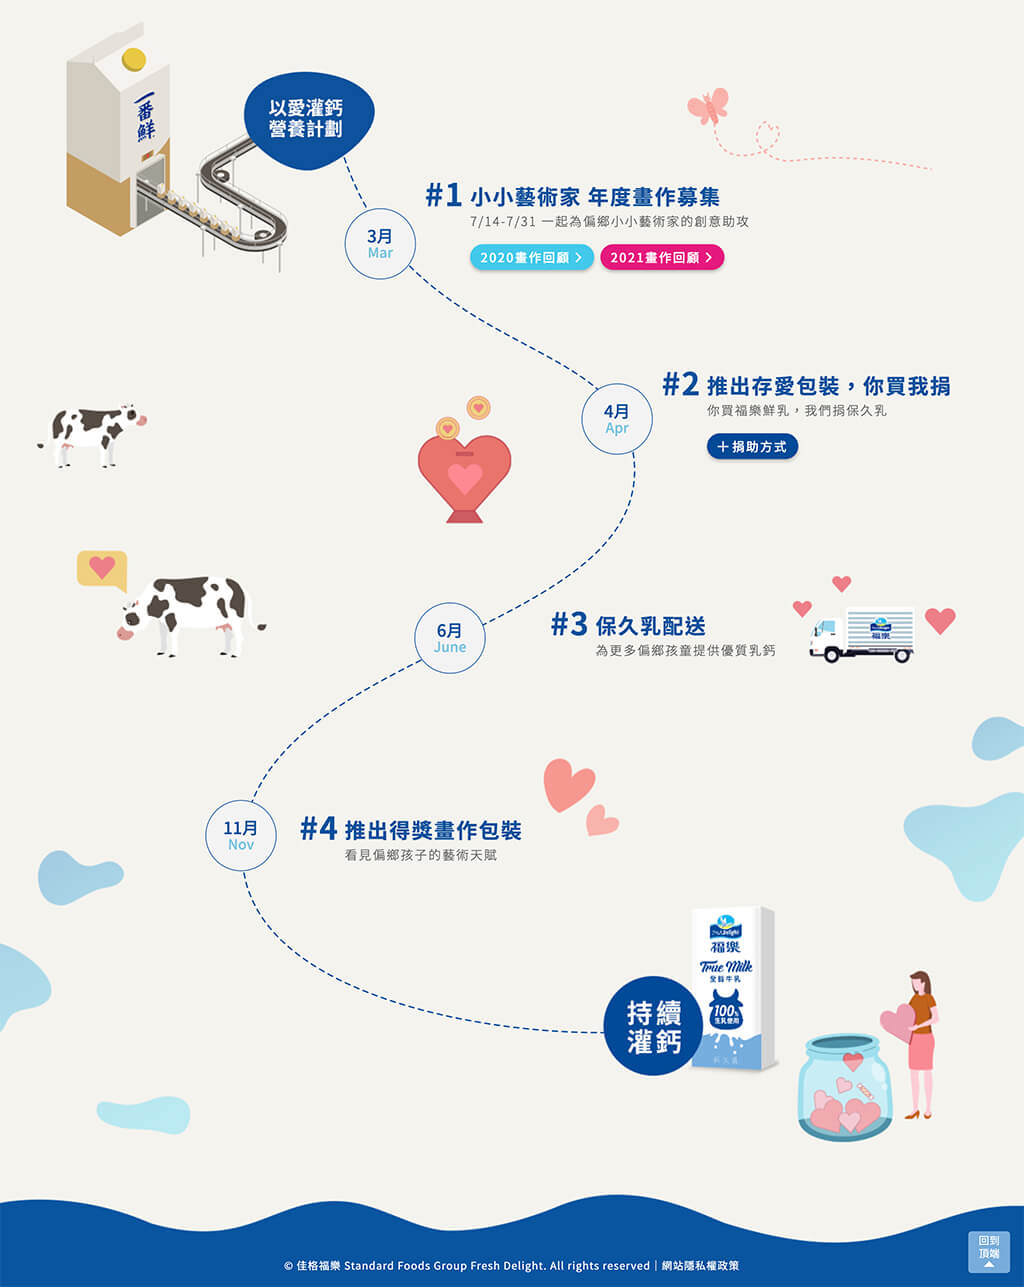 一番鮮
以愛灌鈣
營養計劃
3月
Mar
#1 小小藝術家 年度畫作募集
7/14-7/31 一起為偏鄉小小藝術家的創意助攻
2020畫作回顧 >
2021畫作回顧 >
4月
Apr
#2 推出存愛包裝，你買我捐
你買福樂鮮乳，我們捐保久乳
＋捐助方式
6月
June
#3 保久乳配送
為更多偏鄉孩童提供優質乳鈣
福樂
11月
Nov
#4 推出得獎畫作包裝
看見偏鄉孩子的藝術天賦
福樂
True Milk
全脂牛乳
100%
生乳使用
持續
灌鈣
回到
頂端
© 佳格福樂 Standard Foods Group Fresh Delight. All rights reserved｜網站隱私權政策